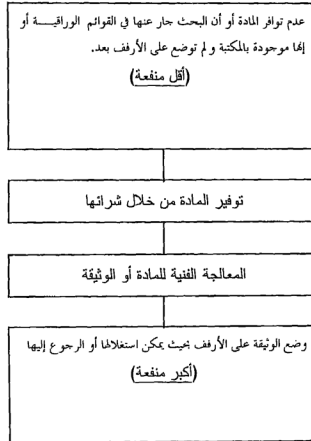 عدم توافر المادة أو أن البحث جار عنها في القوائم الوراقيـــة أو
إنها موجودة بالمكتبة و لم توضع على الأرفف بعد.
(أقل منفعة)
توفير المادة من خلال شرائها
المعالجة الفنية للمادة أو الوثيقة
وضع الوثيقة على الأرفف بحيث يمكن استغلالها أو الرجوع إليها
(أكبر منفعة)